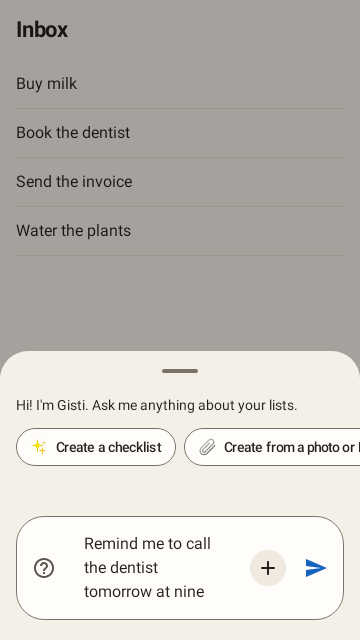 Inbox
Buy milk
Book the dentist
Send the invoice
Water the plants
Hi! I'm Gisti. Ask me anything about your lists.
Create a checklist
Create from a photo or
Remind me to call
the dentist
tomorrow at nine